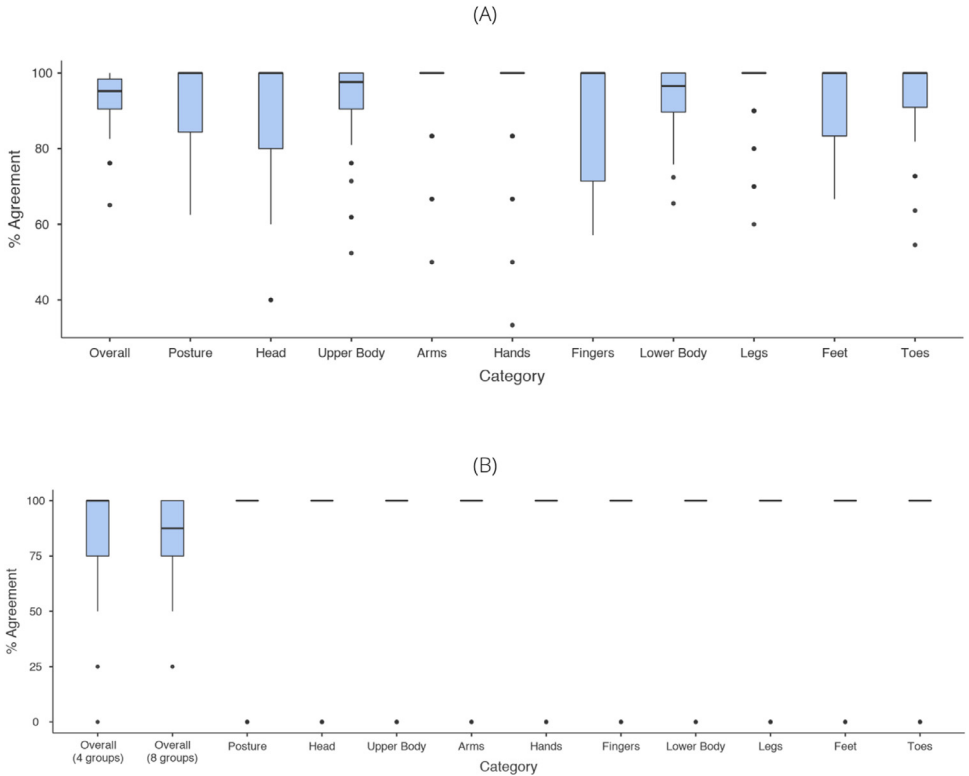 (A)
100
80
60
40
% Agreement
Overall Posture Head Upper Body Arms Hands Fingers Lower Body Legs Feet Toes
Category
(B)
100
75
50
25
0
% Agreement
Overall Overall Posture Head Upper Body Arms Hands Fingers Lower Body Legs Feet Toes
(4 groups) (8 groups)
Category